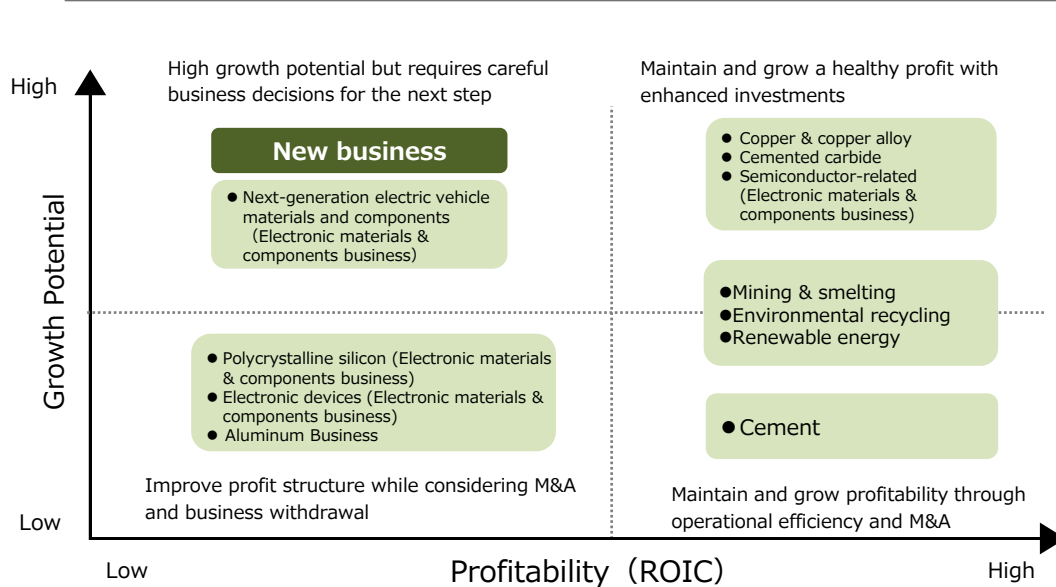 High
High growth potential but requires careful
business decisions for the next step
Maintain and grow a healthy profit with
enhanced investments
New business
● Next-generation electric vehicle
materials and components
（Electronic materials &
components business）
● Copper & copper alloy
● Cemented carbide
● Semiconductor-related
(Electronic materials &
components business)
Growth Potential
●Mining & smelting
●Environmental recycling
●Renewable energy
● Polycrystalline silicon (Electronic materials
& components business)
● Electronic devices (Electronic materials &
components business)
● Aluminum Business
● Cement
Improve profit structure while considering M&A
and business withdrawal
Maintain and grow profitability through
operational efficiency and M&A
Low
Low
Profitability（ROIC）
High